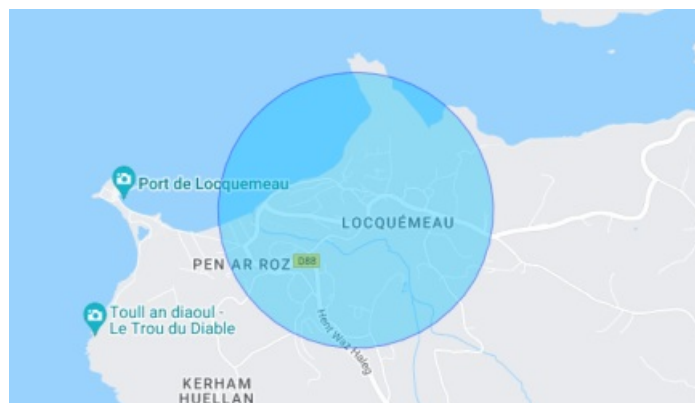 Port de Locquemeau
LOCQUÉMEAU
PEN AR ROZ
D88
Toull an diaoul -
Le Trou du Diable
Hent Waz Haleg
KERHAM
HUELLAN